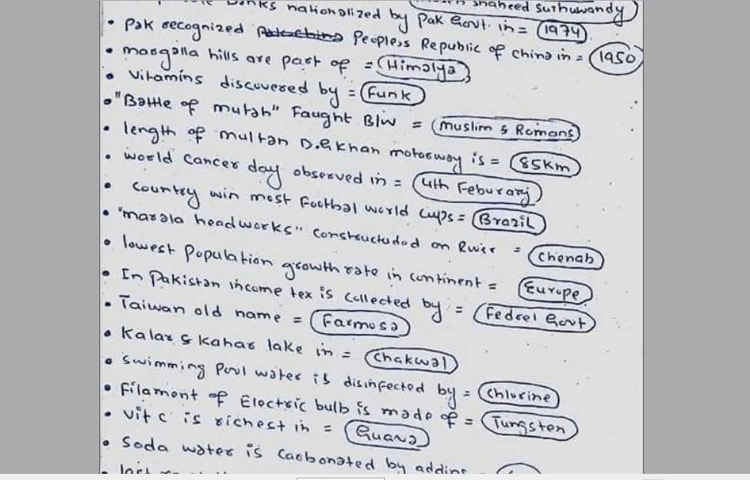 Banks nationalized by Pak Govt in = 1974
shaheed Suthuwandy
• Pak recognized Peoples Republic of China in = 1950
• margalla hills are part of = Himalya
• Vitamins discovered by = Funk
• "Battle of mutah" Faught B/w = muslim & Romans
• length of multan D.G Khan motorway is = 85Km
• world Cancer day observed in = 4th Feburary
• Country win most Footbal world Cups = Brazil
• "marala headworks" constructuded on River = Chenab
• lowest Population growth rate in continent = Europe
• In Pakistan income tex is Collected by = Fedrel Govt
• Taiwan old name = Farmosa
• Kalar & Kahar lake in = Chakwal
• Swimming Pool water is disinfected by = Chlorine
• Filament of Electric bulb is made of = Tungsten
• Vit C is richest in = Guava
• Soda water is Carbonated by adding =